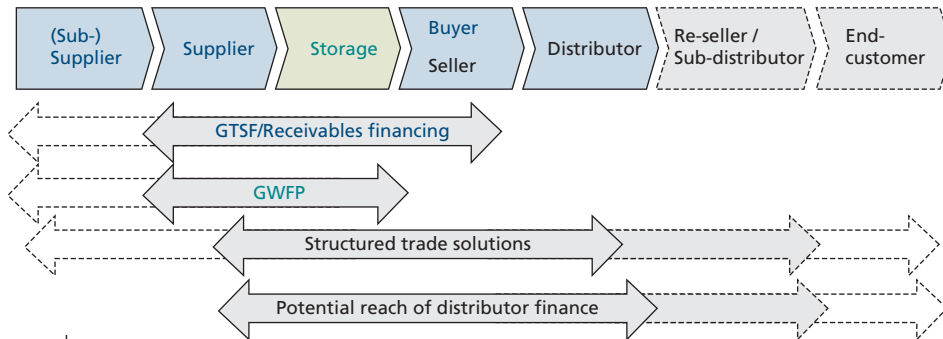 (Sub-)
Supplier
Supplier
Storage
Buyer
Seller
Distributor
Re-seller /
Sub-distributor
End-
customer
GTSF/Receivables financing
GWFP
Structured trade solutions
Potential reach of distributor finance